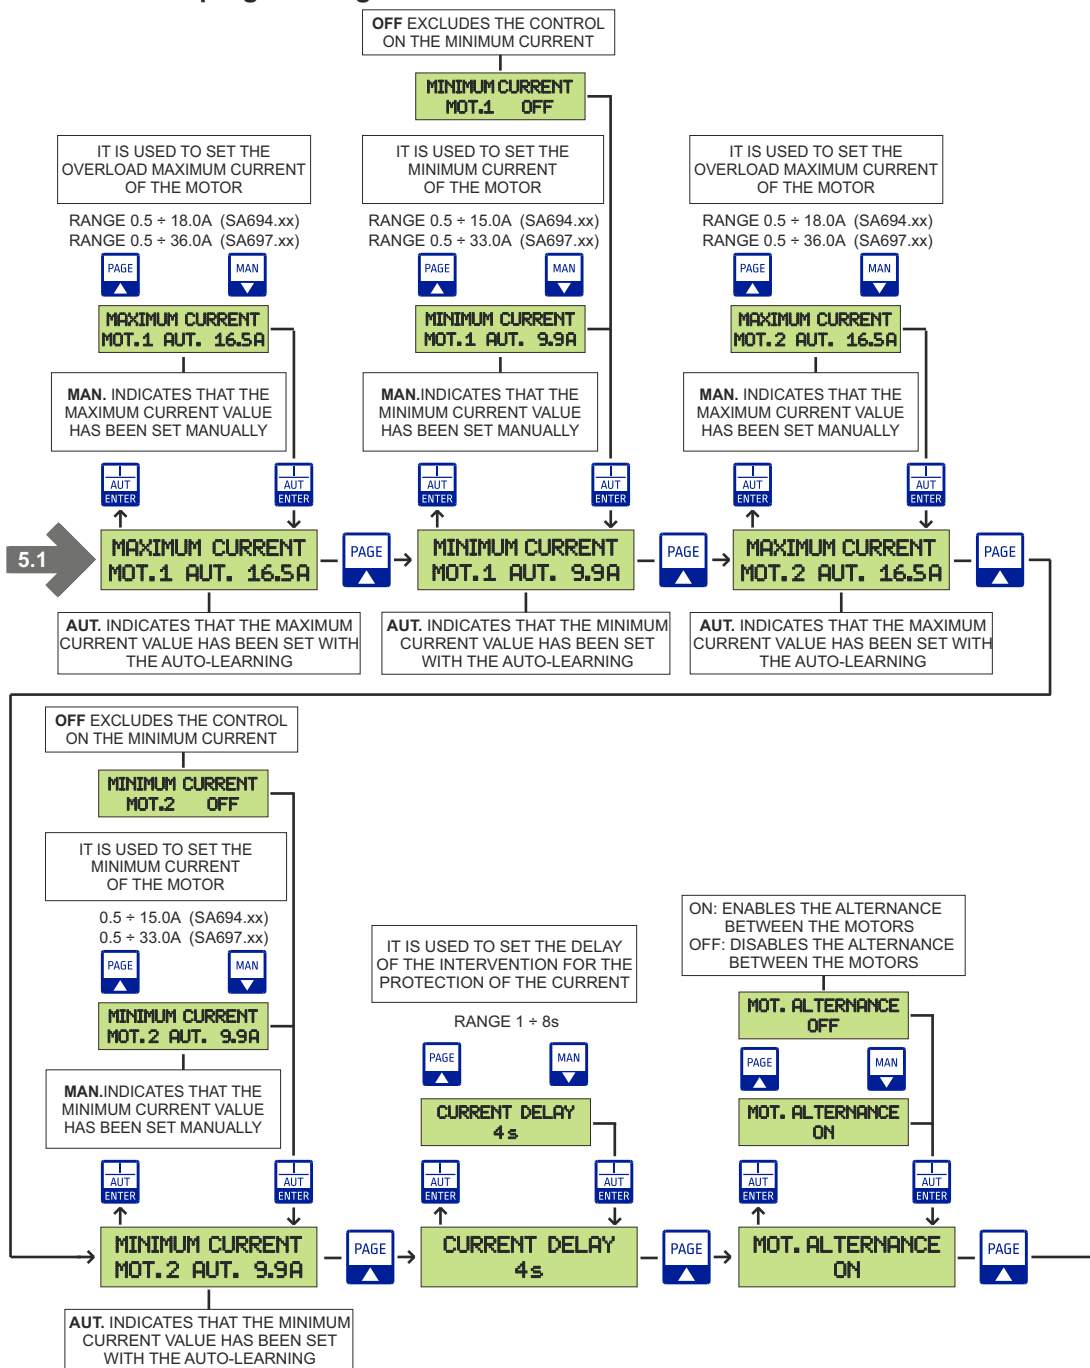 OFF EXCLUDES THE CONTROL
ON THE MINIMUM CURRENT
MINIMUM CURRENT
MOT.1 OFF
IT IS USED TO SET THE
OVERLOAD MAXIMUM CURRENT
OF THE MOTOR
RANGE 0.5 ÷ 18.0A (SA694.xx)
RANGE 0.5 ÷ 36.0A (SA697.xx)
PAGE
MAN
MAXIMUM CURRENT
MOT.1 AUT. 16.5A
MAN. INDICATES THAT THE
MAXIMUM CURRENT VALUE
HAS BEEN SET MANUALLY
AUT
ENTER
AUT
ENTER
IT IS USED TO SET THE
MINIMUM CURRENT
OF THE MOTOR
RANGE 0.5 ÷ 15.0A (SA694.xx)
RANGE 0.5 ÷ 33.0A (SA697.xx)
PAGE
MAN
MINIMUM CURRENT
MOT.1 AUT. 9.9A
MAN.INDICATES THAT THE
MINIMUM CURRENT VALUE
HAS BEEN SET MANUALLY
AUT
ENTER
AUT
ENTER
IT IS USED TO SET THE
OVERLOAD MAXIMUM CURRENT
OF THE MOTOR
RANGE 0.5 ÷ 18.0A (SA694.xx)
RANGE 0.5 ÷ 36.0A (SA697.xx)
PAGE
MAN
MAXIMUM CURRENT
MOT.2 AUT. 16.5A
MAN. INDICATES THAT THE
MAXIMUM CURRENT VALUE
HAS BEEN SET MANUALLY
AUT
ENTER
AUT
ENTER
5.1
MAXIMUM CURRENT
MOT.1 AUT. 16.5A
PAGE
MINIMUM CURRENT
MOT.1 AUT. 9.9A
PAGE
MAXIMUM CURRENT
MOT.2 AUT. 16.5A
PAGE
AUT. INDICATES THAT THE MAXIMUM
CURRENT VALUE HAS BEEN SET WITH
THE AUTO-LEARNING
AUT. INDICATES THAT THE MINIMUM
CURRENT VALUE HAS BEEN SET
WITH THE AUTO-LEARNING
AUT. INDICATES THAT THE MAXIMUM
CURRENT VALUE HAS BEEN SET WITH
THE AUTO-LEARNING
OFF EXCLUDES THE CONTROL
ON THE MINIMUM CURRENT
MINIMUM CURRENT
MOT.2 OFF
IT IS USED TO SET THE
MINIMUM CURRENT
OF THE MOTOR
0.5 ÷ 15.0A (SA694.xx)
0.5 ÷ 33.0A (SA697.xx)
PAGE
MAN
MINIMUM CURRENT
MOT.2 AUT. 9.9A
MAN.INDICATES THAT THE
MINIMUM CURRENT VALUE
HAS BEEN SET MANUALLY
AUT
ENTER
AUT
ENTER
IT IS USED TO SET THE DELAY
OF THE INTERVENTION FOR THE
PROTECTION OF THE CURRENT
RANGE 1 ÷ 8s
PAGE
MAN
CURRENT DELAY
4s
AUT
ENTER
AUT
ENTER
ON: ENABLES THE ALTERNANCE
BETWEEN THE MOTORS
OFF: DISABLES THE ALTERNANCE
BETWEEN THE MOTORS
MOT. ALTERNANCE
OFF
PAGE
MAN
MOT. ALTERNANCE
ON
AUT
ENTER
AUT
ENTER
MINIMUM CURRENT
MOT.2 AUT. 9.9A
PAGE
CURRENT DELAY
4s
PAGE
MOT. ALTERNANCE
ON
PAGE
AUT. INDICATES THAT THE MINIMUM
CURRENT VALUE HAS BEEN SET
WITH THE AUTO-LEARNING